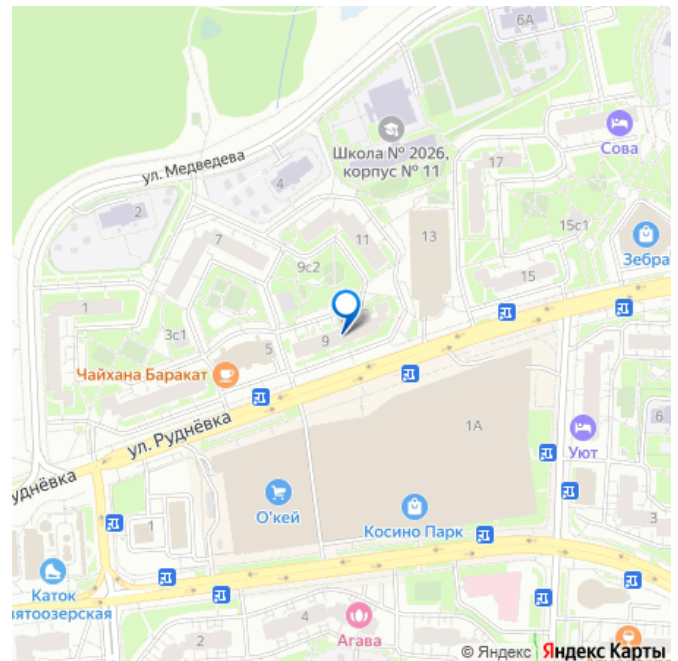 6А
Сова
Школа № 2026,
корпус № 11
17
ул. Медведева
4
2
7
11
13
15с1
9с2
Зебра
15
1
3с1
5
9
Чайхана Баракат
ул. Руднёвка
1А
6
Уют
уднёвка
О'кей
Косино Парк
1
3
Каток
вятоозерская
2
4
Агава
© Яндекс Яндекс Карты